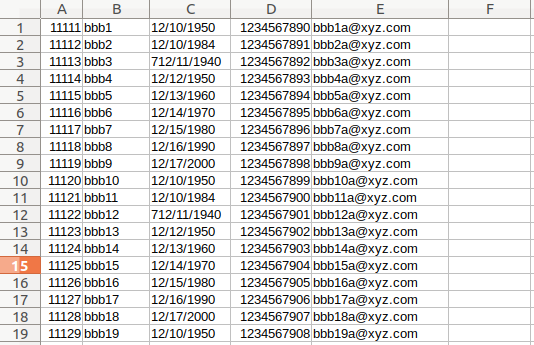 A B C D E F
1 11111 bbb1 12/10/1950 1234567890 bbb1a@xyz.com
2 11112 bbb2 12/10/1984 1234567891 bbb2a@xyz.com
3 11113 bbb3 712/11/1940 1234567892 bbb3a@xyz.com
4 11114 bbb4 12/12/1950 1234567893 bbb4a@xyz.com
5 11115 bbb5 12/13/1960 1234567894 bbb5a@xyz.com
6 11116 bbb6 12/14/1970 1234567895 bbb6a@xyz.com
7 11117 bbb7 12/15/1980 1234567896 bbb7a@xyz.com
8 11118 bbb8 12/16/1990 1234567897 bbb8a@xyz.com
9 11119 bbb9 12/17/2000 1234567898 bbb9a@xyz.com
10 11120 bbb10 12/10/1950 1234567899 bbb10a@xyz.com
11 11121 bbb11 12/10/1984 1234567900 bbb11a@xyz.com
12 11122 bbb12 712/11/1940 1234567901 bbb12a@xyz.com
13 11123 bbb13 12/12/1950 1234567902 bbb13a@xyz.com
14 11124 bbb14 12/13/1960 1234567903 bbb14a@xyz.com
15 11125 bbb15 12/14/1970 1234567904 bbb15a@xyz.com
16 11126 bbb16 12/15/1980 1234567905 bbb16a@xyz.com
17 11127 bbb17 12/16/1990 1234567906 bbb17a@xyz.com
18 11128 bbb18 12/17/2000 1234567907 bbb18a@xyz.com
19 11129 bbb19 12/10/1950 1234567908 bbb19a@xyz.com